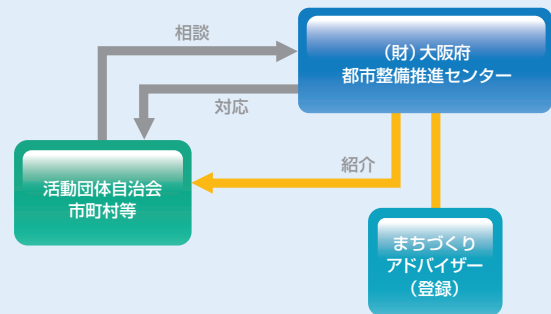 相談
(財)大阪府
都市整備推進センター
対応
活動団体自治会
市町村等
紹介
まちづくり
アドバイザー
(登録)